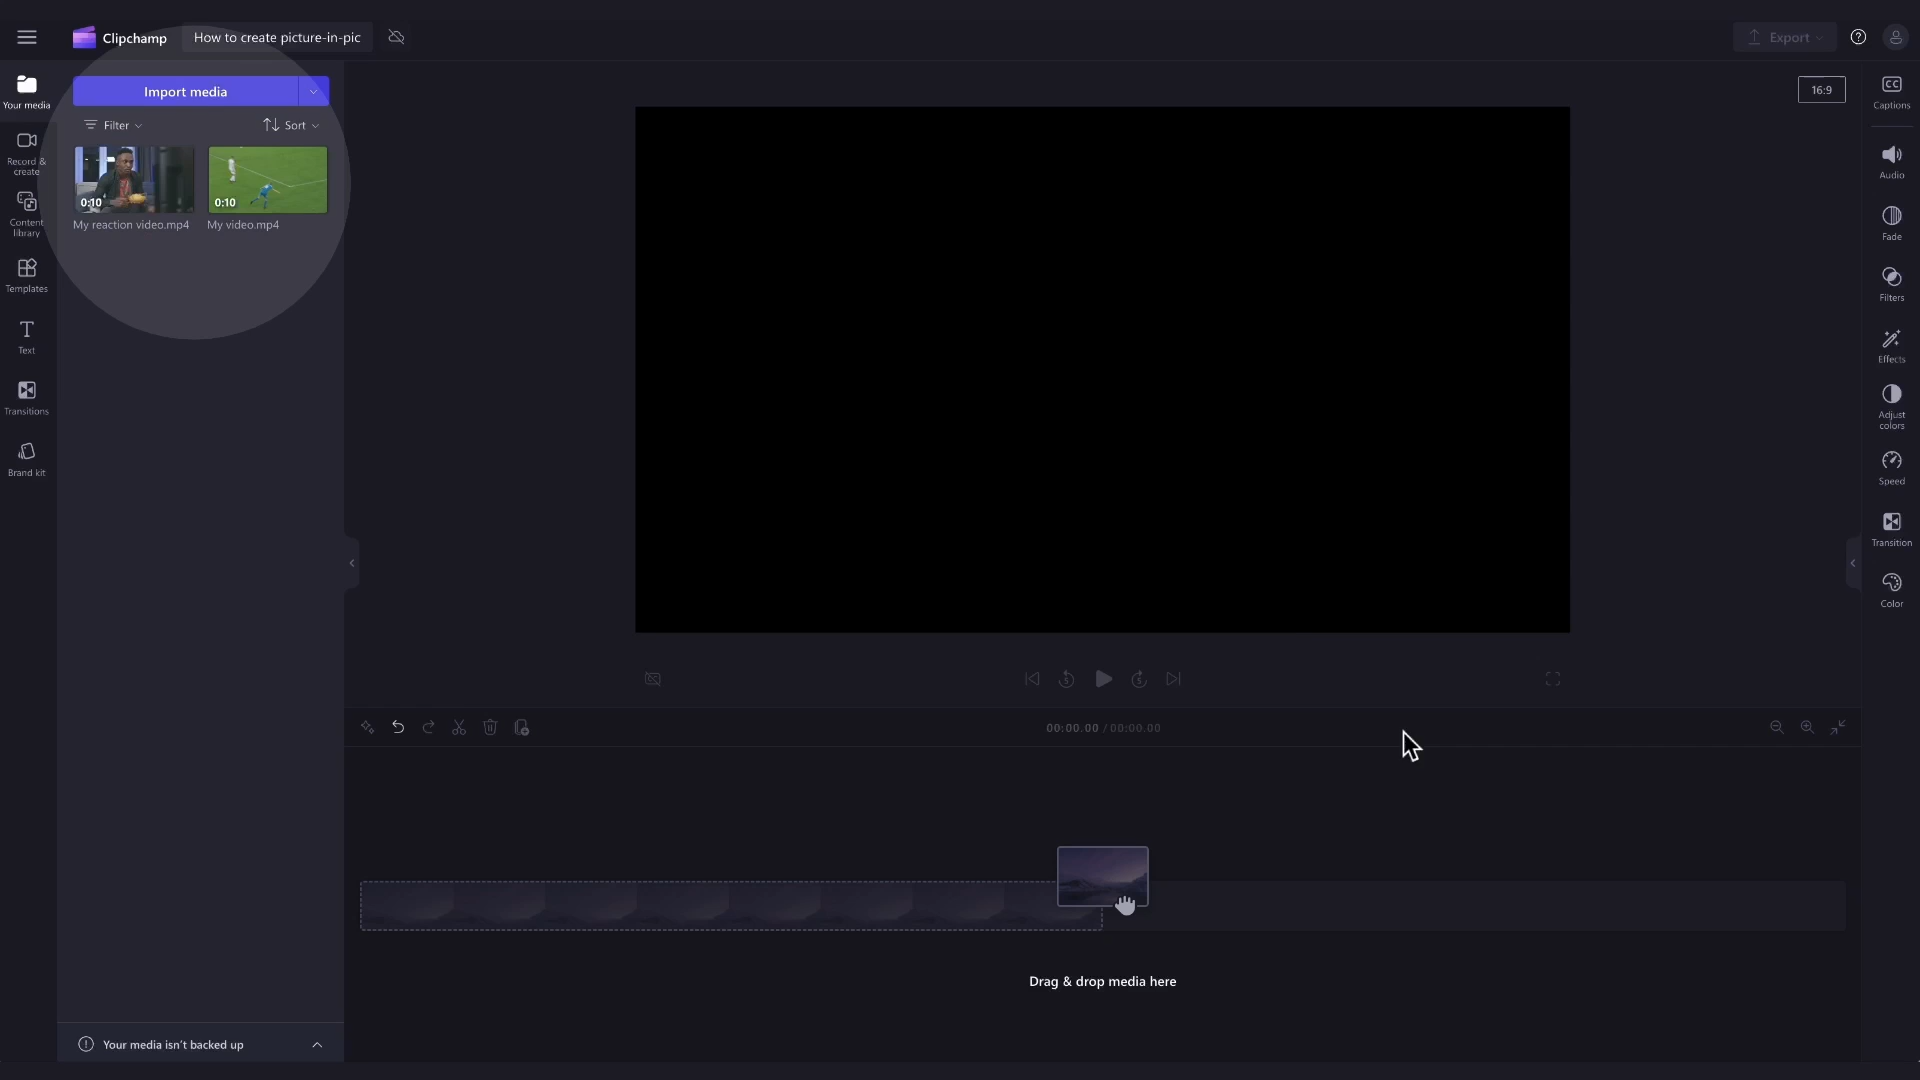 Clipchamp
How to create picture-in-pic
Export
Import media
16:9
Your media
Filter
Sort
Captions
Record &
create
0:10
0:10
Audio
My reaction video.mp4
My video.mp4
Content
library
Fade
Templates
Filters
Text
Effects
Transitions
Adjust
colors
Brand kit
Speed
Transition
Color
5
5
00:00.00 / 00:00.00
Drag & drop media here
Your media isn't backed up